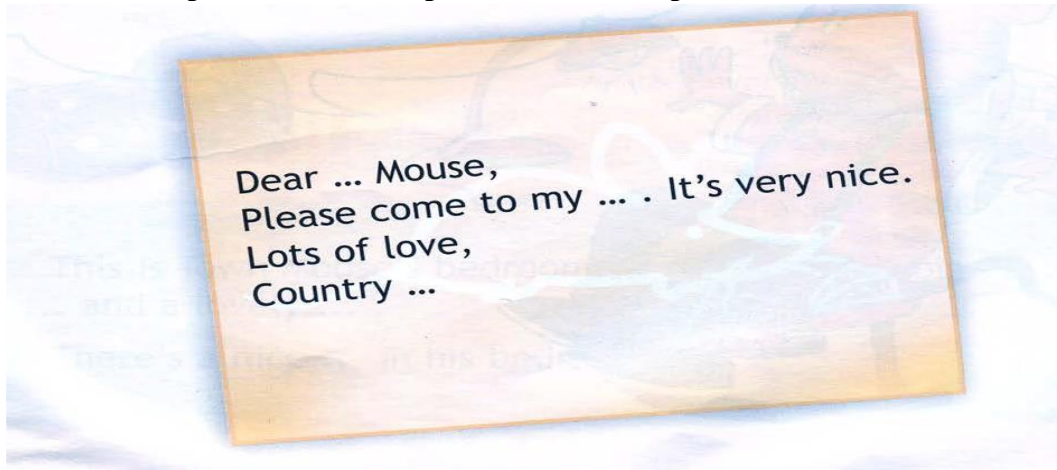 Dear ... Mouse,
Please come to my ... . It's very nice.
Lots of love,
Country ...